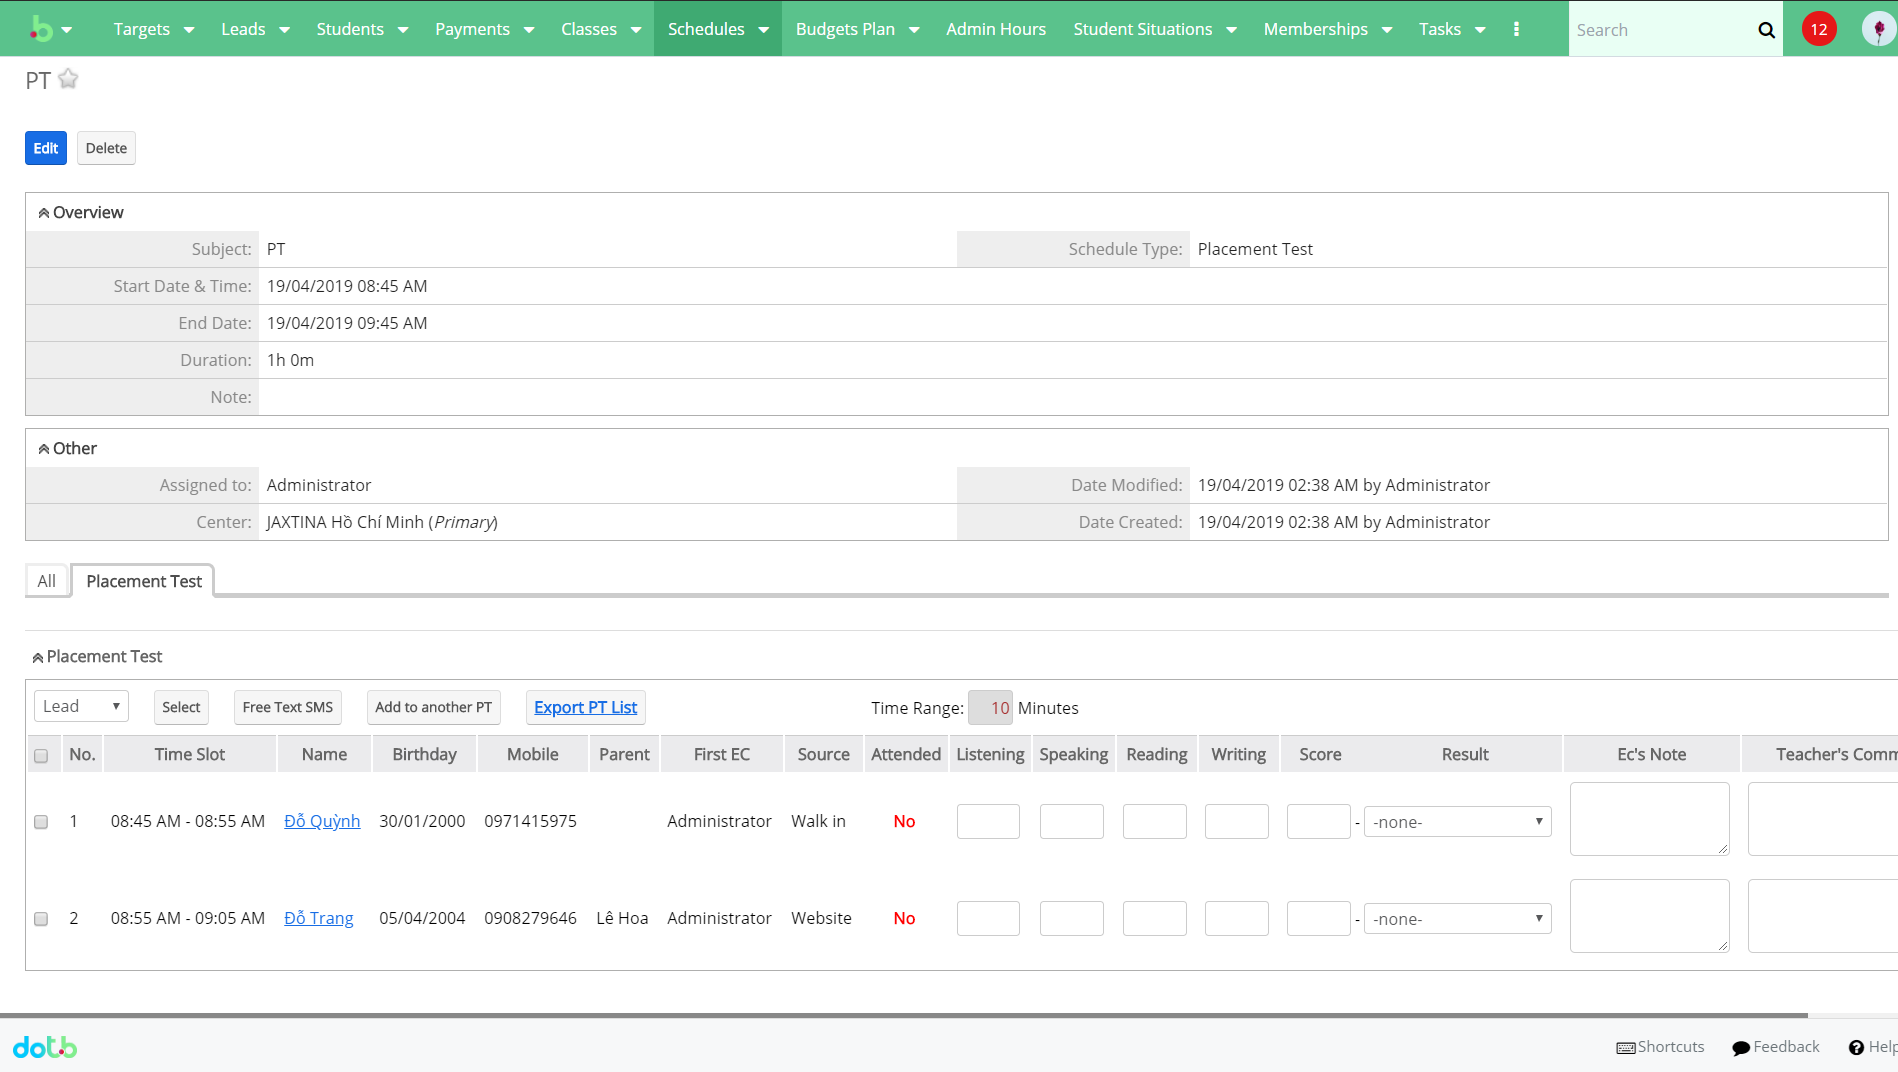 b Targets Leads Students Payments Classes Schedules Budgets Plan Admin Hours Student Situations Memberships Tasks Search 12
PT
Edit Delete
Overview
Subject: PT Schedule Type: Placement Test
Start Date & Time: 19/04/2019 08:45 AM
End Date: 19/04/2019 09:45 AM
Duration: 1h 0m
Note:
Other
Assigned to: Administrator Date Modified: 19/04/2019 02:38 AM by Administrator
Center: JAXTINA Hồ Chí Minh (Primary) Date Created: 19/04/2019 02:38 AM by Administrator
All Placement Test
Placement Test
Lead Select Free Text SMS Add to another PT Export PT List Time Range: 10 Minutes
No. Time Slot Name Birthday Mobile Parent First EC Source Attended Listening Speaking Reading Writing Score Result Ec's Note Teacher's Comm
1 08:45 AM - 08:55 AM Đỗ Quỳnh 30/01/2000 0971415975 Administrator Walk in No - -none-
2 08:55 AM - 09:05 AM Đỗ Trang 05/04/2004 0908279646 Lê Hoa Administrator Website No - -none-
dotb Shortcuts Feedback Help